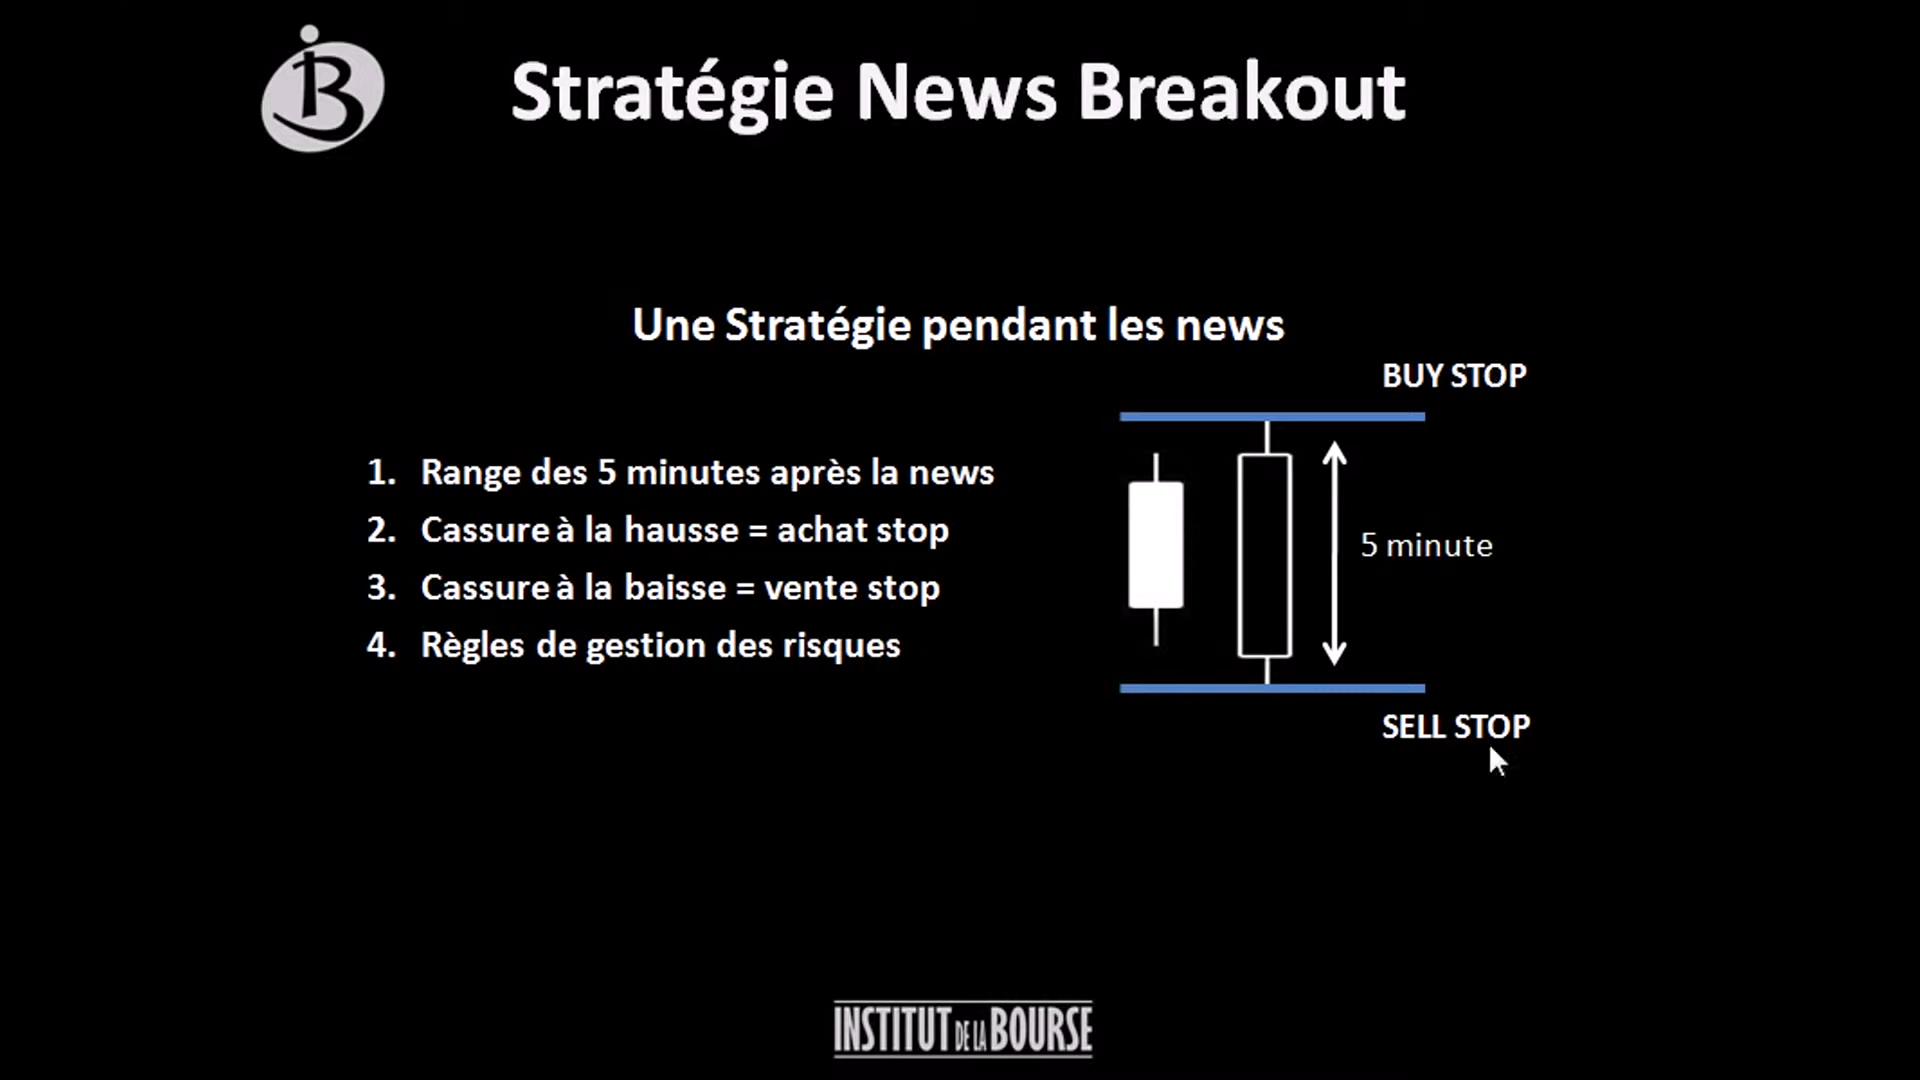 Stratégie News Breakout
Une Stratégie pendant les news
BUY STOP
1. Range des 5 minutes après la news
2. Cassure à la hausse = achat stop
3. Cassure à la baisse = vente stop
4. Règles de gestion des risques
5 minute
SELL STOP
INSTITUT DE LA BOURSE